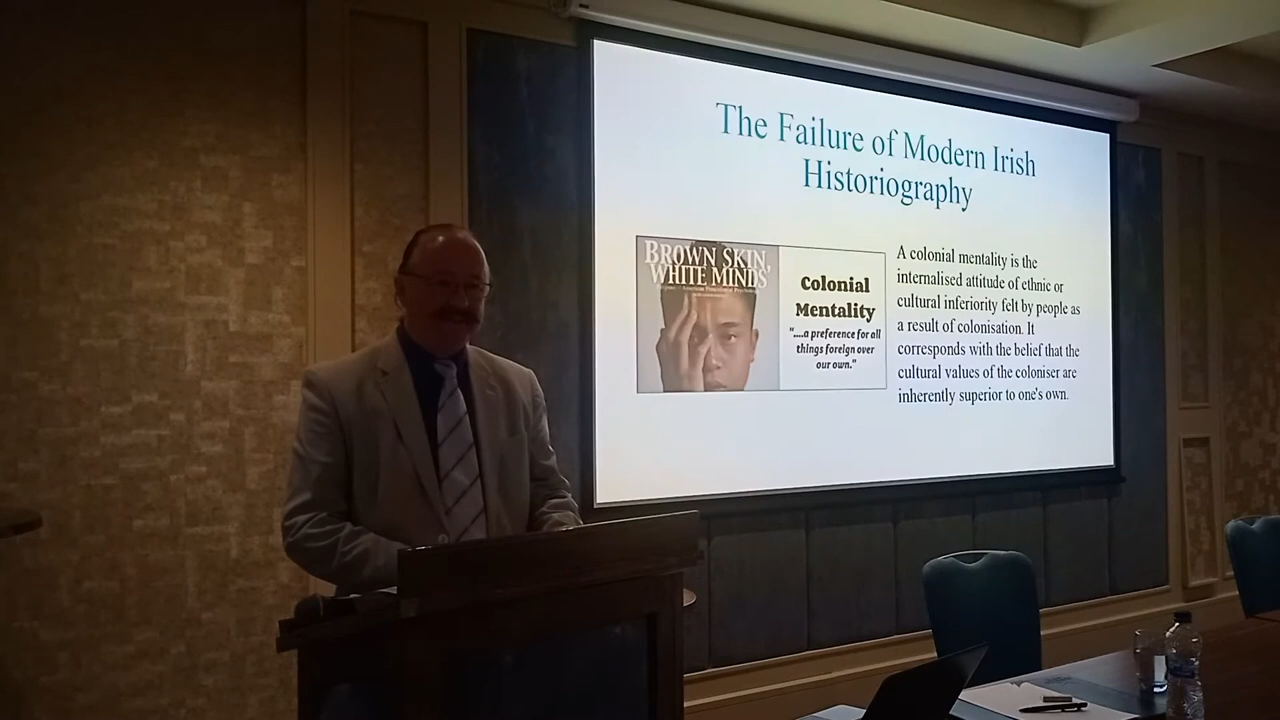 The Failure of Modern Irish
Historiography
BROWN SKIN,
WHITE MINDS
Colonial
Mentality
"....a preference for all
things foreign over
our own."
A colonial mentality is the
internalised attitude of ethnic or
cultural inferiority felt by people as
a result of colonisation. It
corresponds with the belief that the
cultural values of the coloniser are
inherently superior to one's own.